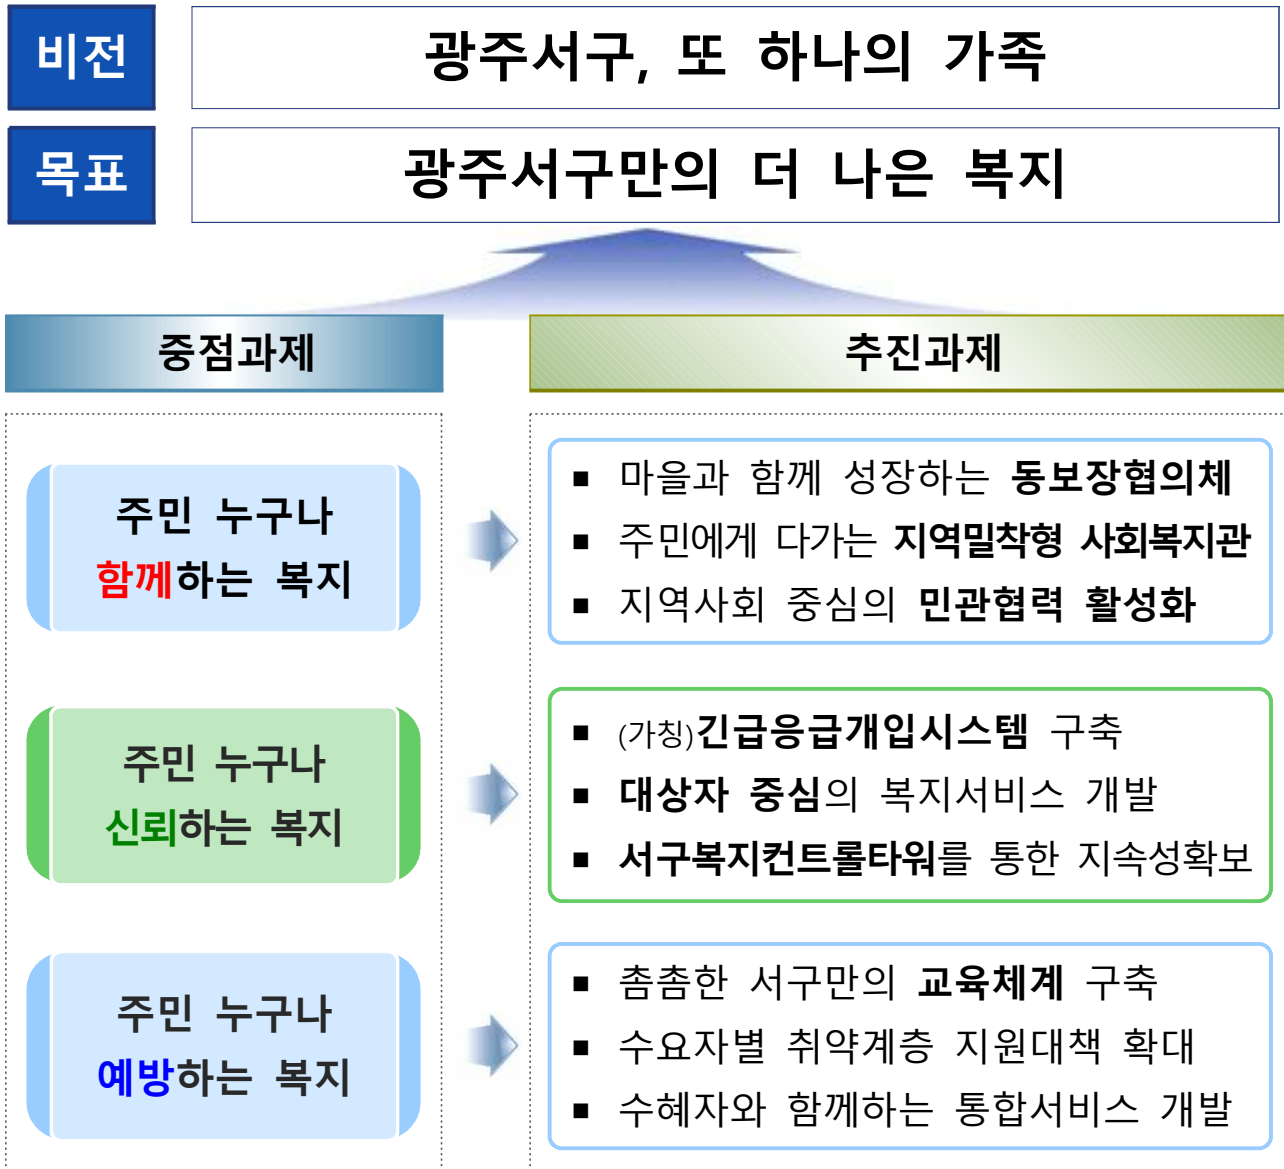 비전
광주서구, 또 하나의 가족
목표
광주서구만의 더 나은 복지
중점과제
추진과제
주민 누구나
함께하는 복지
▪ 마을과 함께 성장하는 동보장협의체
▪ 주민에게 다가는 지역밀착형 사회복지관
▪ 지역사회 중심의 민관협력 활성화
주민 누구나
신뢰하는 복지
▪ (가칭)긴급응급개입시스템 구축
▪ 대상자 중심의 복지서비스 개발
▪ 서구복지컨트롤타워를 통한 지속성확보
주민 누구나
예방하는 복지
▪ 촘촘한 서구만의 교육체계 구축
▪ 수요자별 취약계층 지원대책 확대
▪ 수혜자와 함께하는 통합서비스 개발